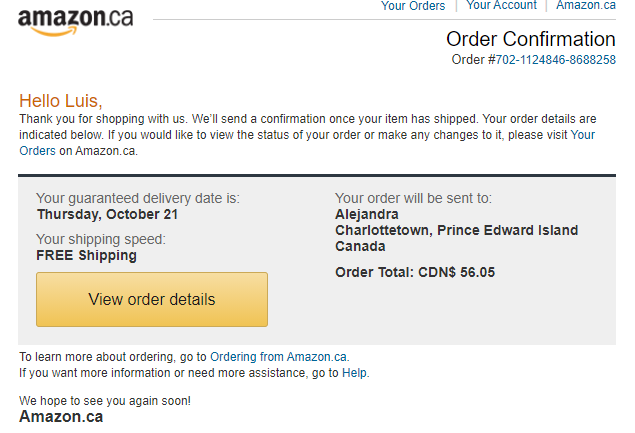 amazon.ca
Your Orders | Your Account | Amazon.ca
Order Confirmation
Order #702-1124846-8688258
Hello Luis,
Thank you for shopping with us. We'll send a confirmation once your item has shipped. Your order details are
indicated below. If you would like to view the status of your order or make any changes to it, please visit Your
Orders on Amazon.ca.
Your guaranteed delivery date is:
Thursday, October 21
Your shipping speed:
FREE Shipping
View order details
Your order will be sent to:
Alejandra
Charlottetown, Prince Edward Island
Canada
Order Total: CDN$ 56.05
To learn more about ordering, go to Ordering from Amazon.ca.
If you want more information or need more assistance, go to Help.
We hope to see you again soon!
Amazon.ca